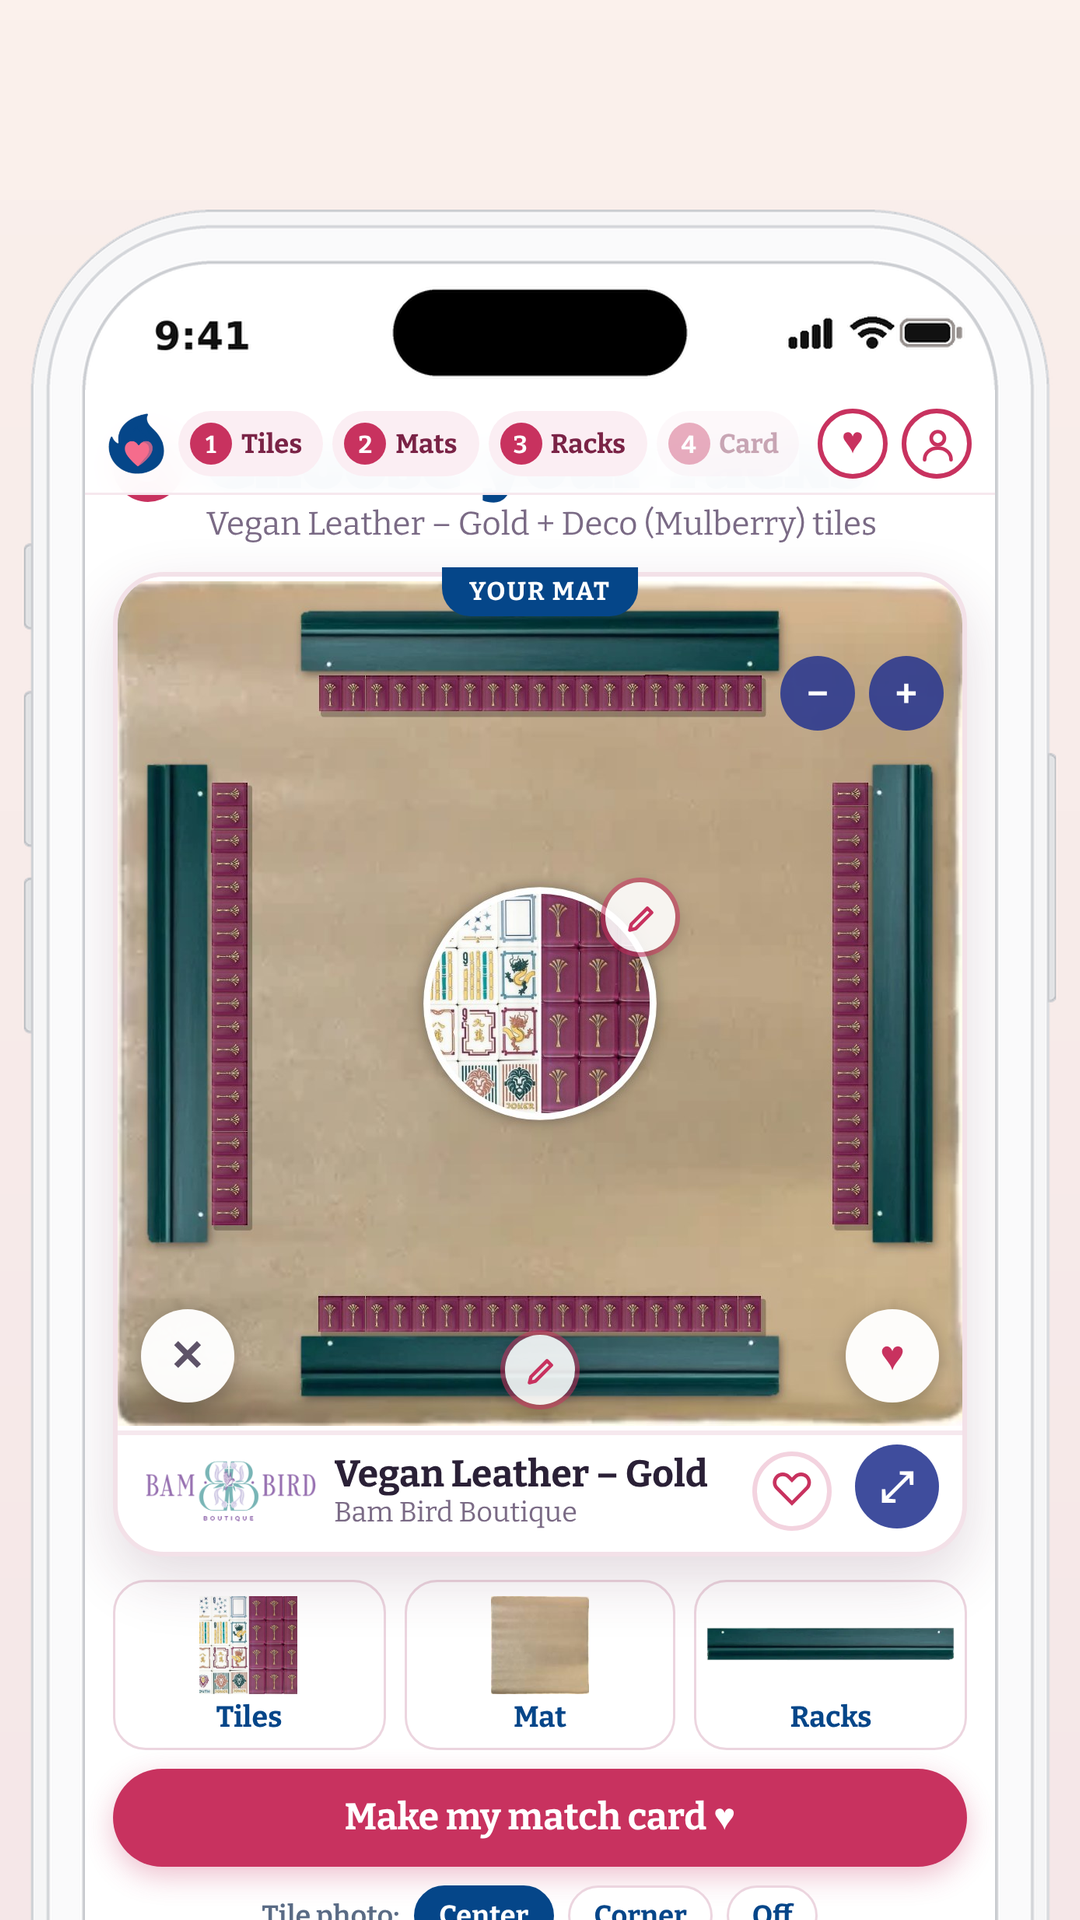 9:41
1 Tiles
2 Mats
3 Racks
4 Card
Vegan Leather – Gold + Deco (Mulberry) tiles
YOUR MAT
JOKER
BAM BIRD
BOUTIQUE
Vegan Leather – Gold
Bam Bird Boutique
Tiles
Mat
Racks
Make my match card ♥
Tile photo: Center Corner Off